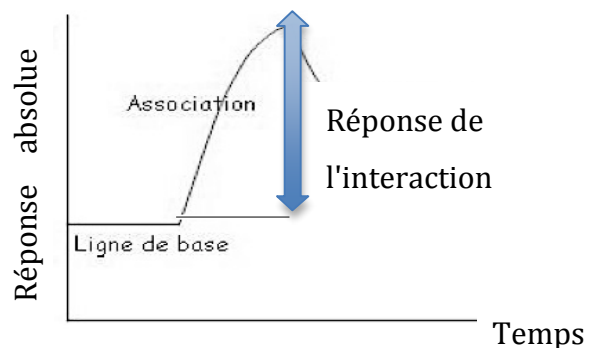 Réponse absolue
Association
Réponse de
l'interaction
Ligne de base
Temps